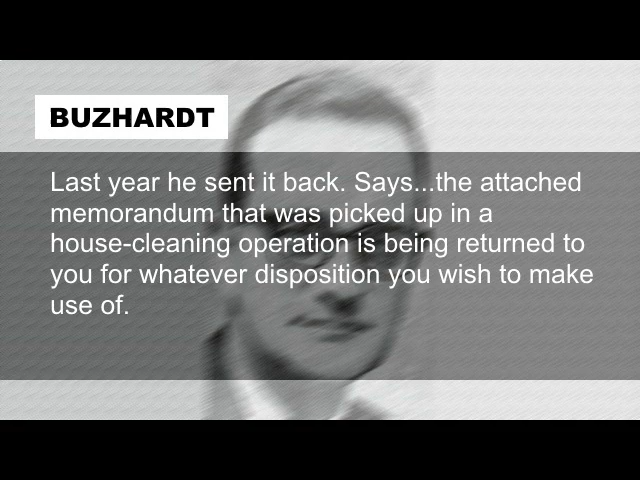 BUZHARDT
Last year he sent it back. Says...the attached
memorandum that was picked up in a
house-cleaning operation is being returned to
you for whatever disposition you wish to make
use of.